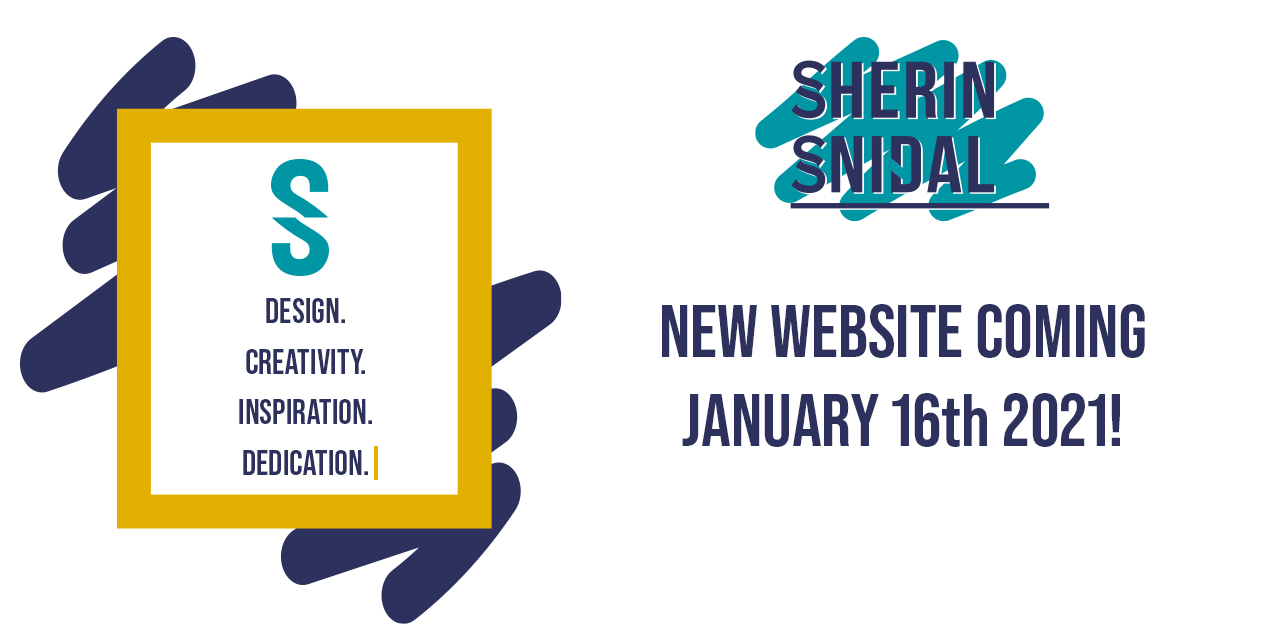 S
DESIGN.
CREATIVITY.
INSPIRATION.
DEDICATION.
SHERIN
SNIDAL
NEW WEBSITE COMING
JANUARY 16th 2021!